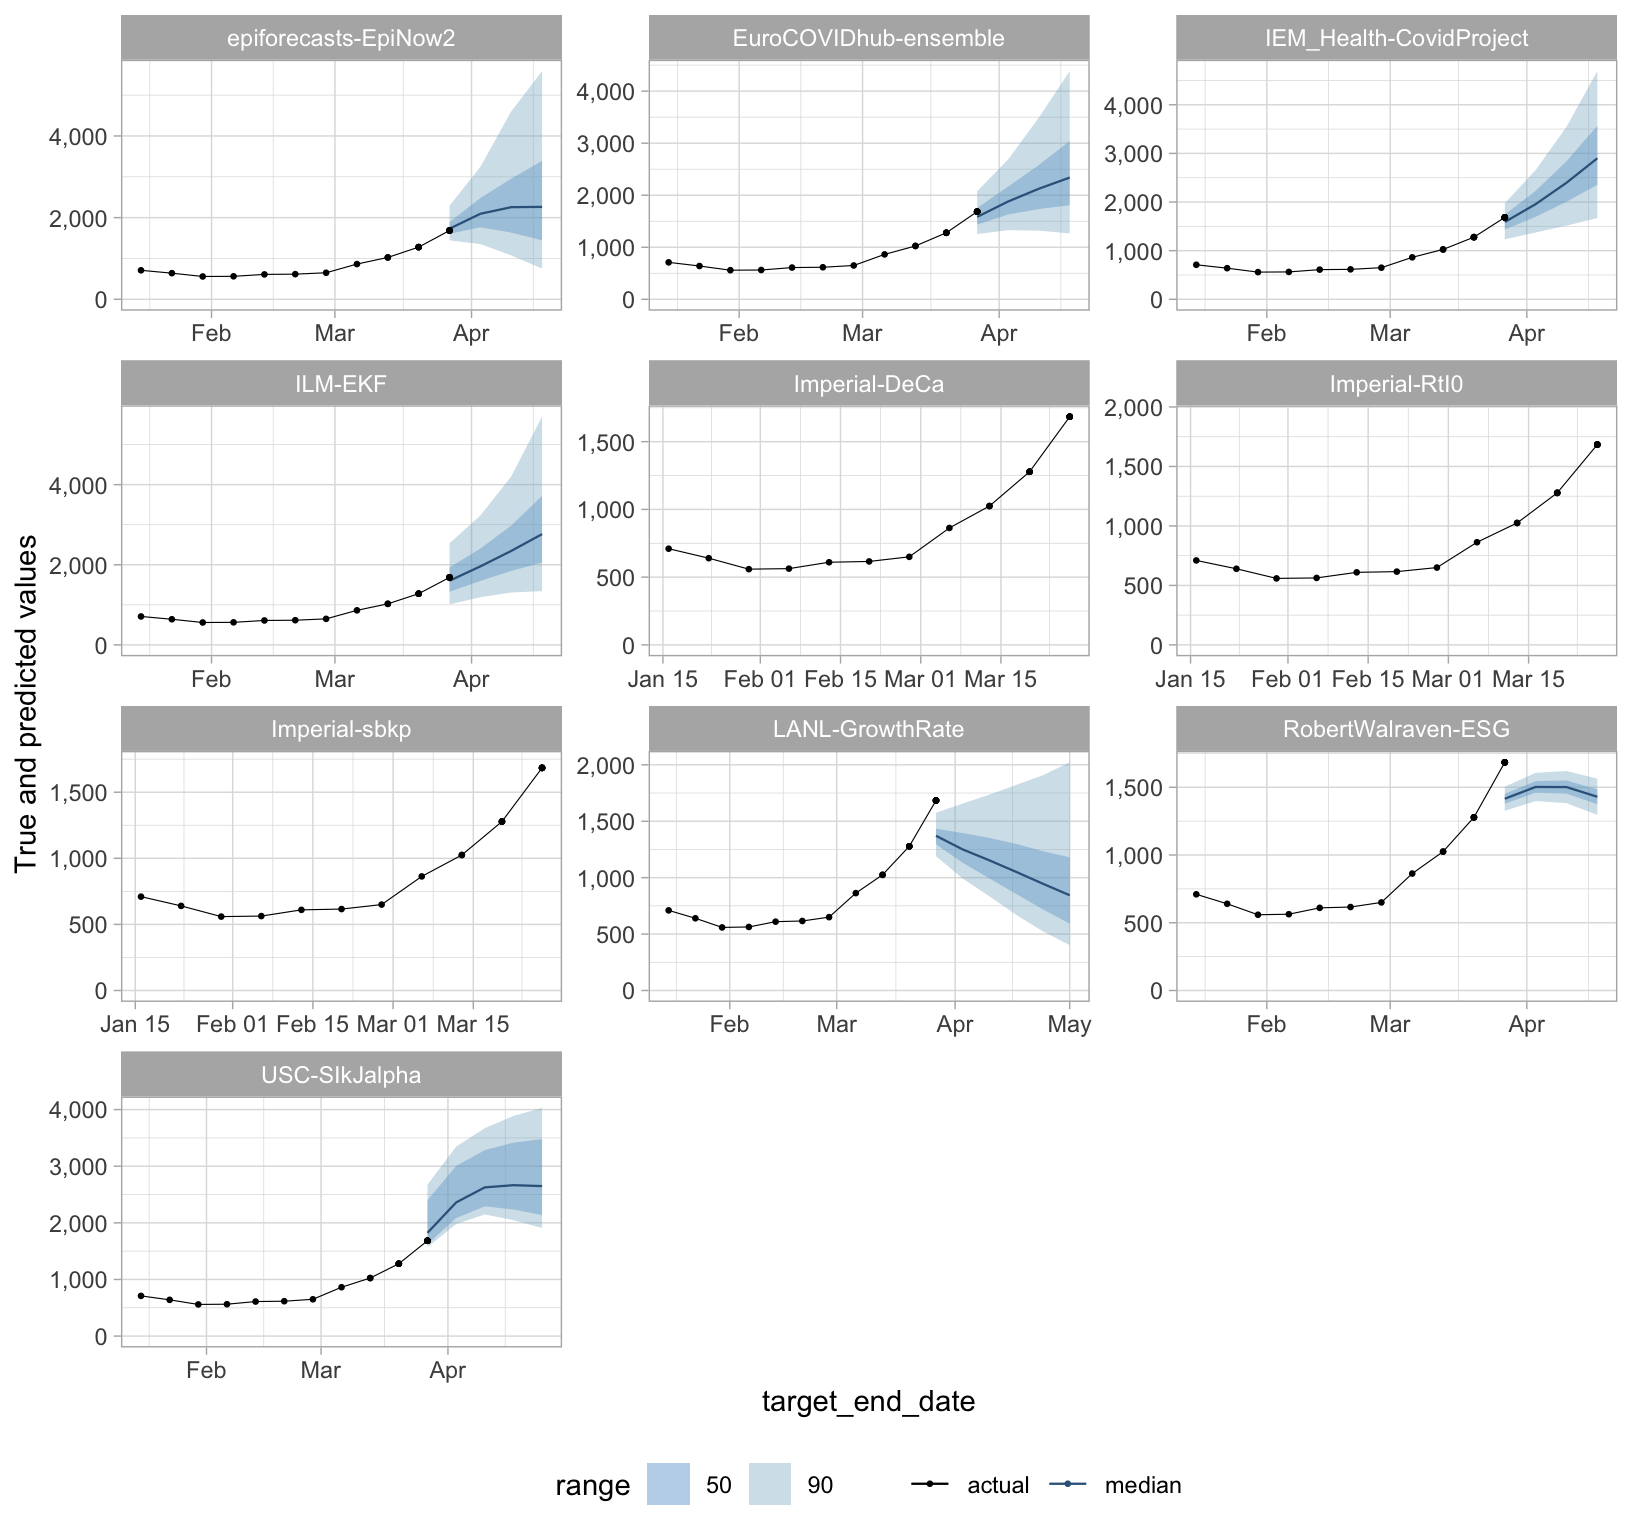 epiforecasts-EpiNow2 EuroCOVIDhub-ensemble IEM_Health-CovidProject
4,000
2,000
0
Feb Mar Apr
4,000
3,000
2,000
1,000
0
Feb Mar Apr
4,000
3,000
2,000
1,000
0
Feb Mar Apr
ILM-EKF Imperial-DeCa Imperial-RtI0
4,000
2,000
0
Feb Mar Apr
1,500
1,000
500
0
Jan 15 Feb 01 Feb 15 Mar 01 Mar 15
2,000
1,500
1,000
500
0
Jan 15 Feb 01 Feb 15 Mar 01 Mar 15
True and predicted values
Imperial-sbkp LANL-GrowthRate RobertWalraven-ESG
1,500
1,000
500
0
Jan 15 Feb 01 Feb 15 Mar 01 Mar 15
2,000
1,500
1,000
500
0
Feb Mar Apr May
1,500
1,000
500
0
Feb Mar Apr
USC-SIkJalpha
4,000
3,000
2,000
1,000
0
Feb Mar Apr
target_end_date
range 50 90 actual median